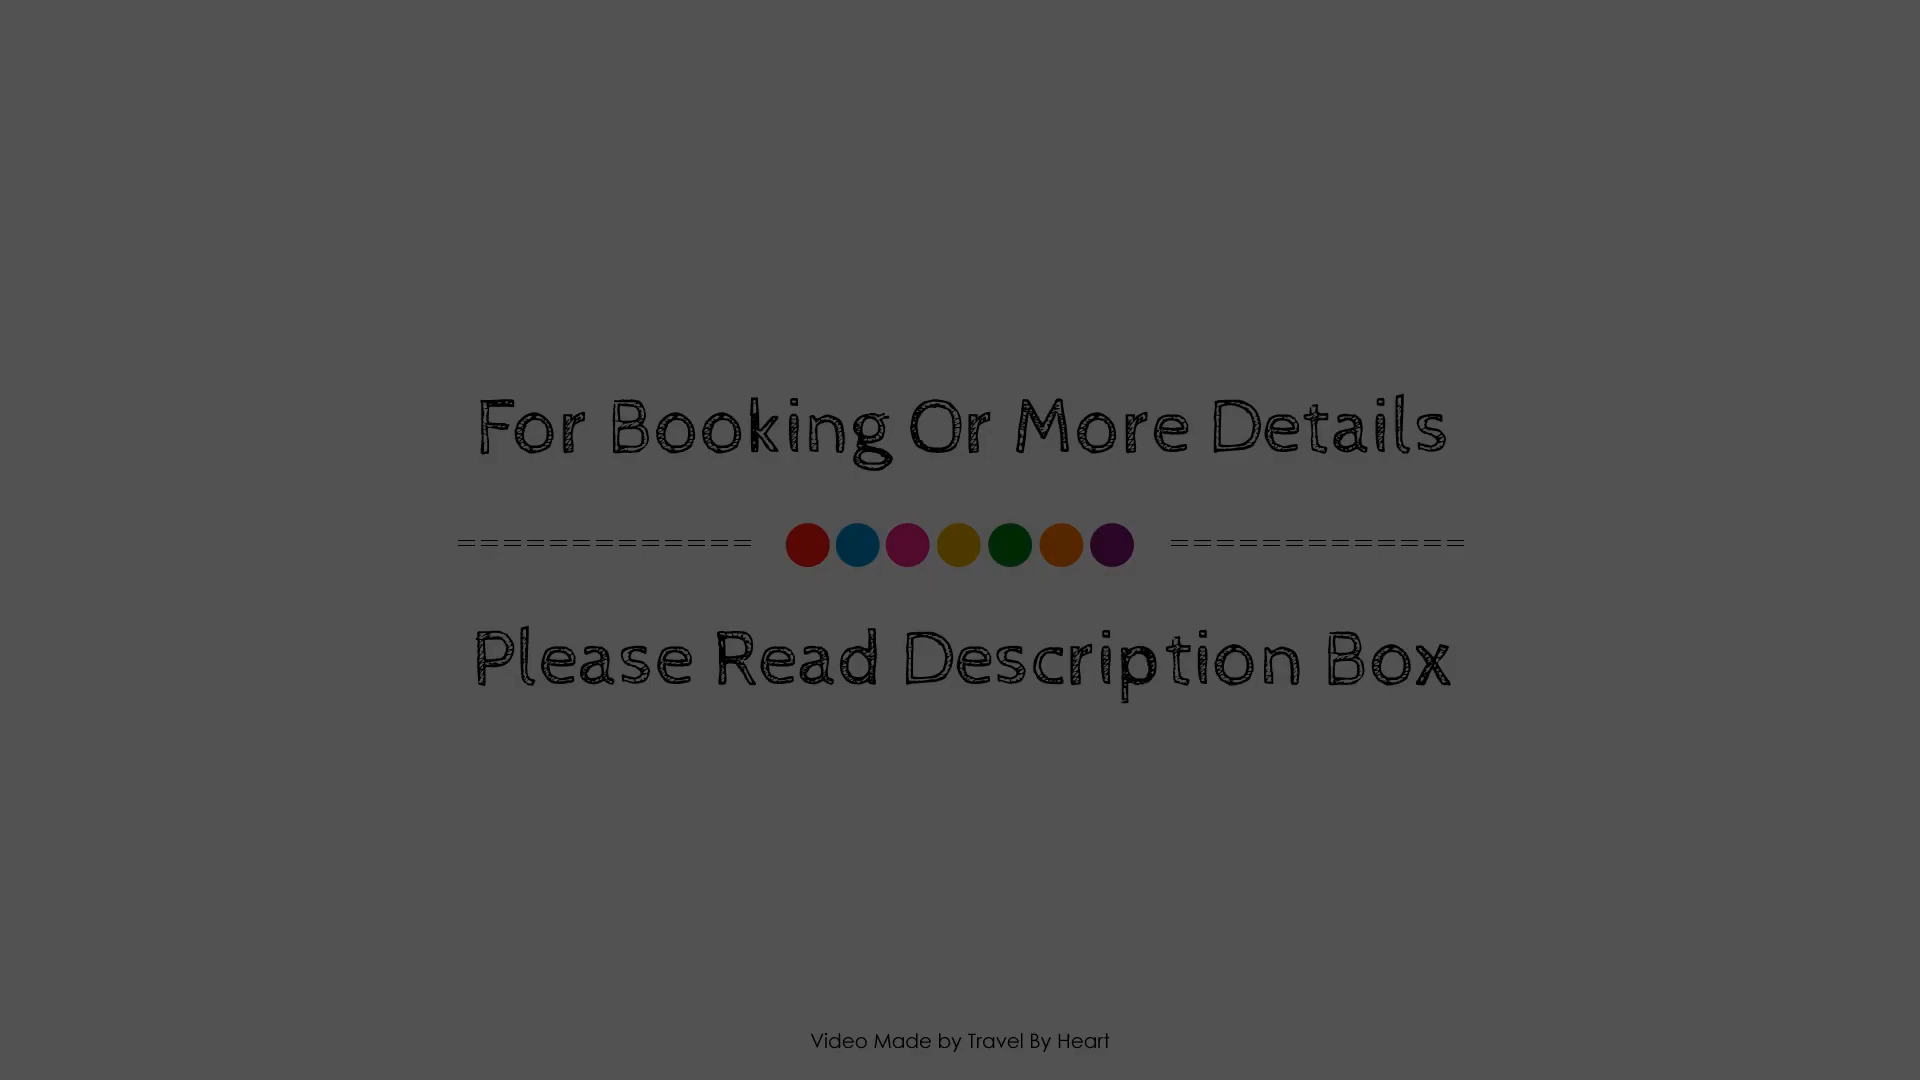 For Booking Or More Details
============= =============
Please Read Description Box
Video Made by Travel By Heart